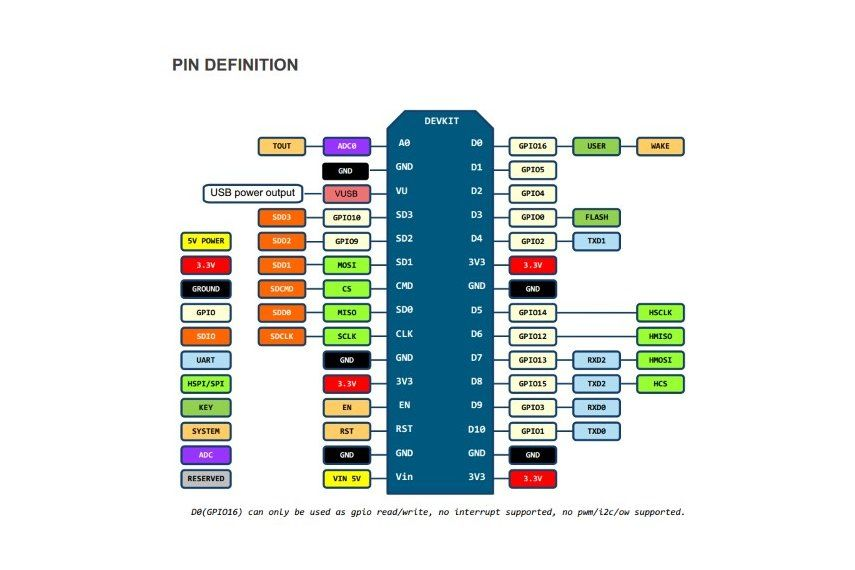 PIN DEFINITION
DEVKIT
TOUT ADC0 A0 D0 GPIO16 USER WAKE
GND GND D1 GPIO5
USB power output VUSB VU D2 GPIO4
SDD3 GPIO10 SD3 D3 GPIO0 FLASH
5V POWER SDD2 GPIO9 SD2 D4 GPIO2 TXD1
3.3V SDD1 MOSI SD1 3V3 3.3V
GROUND SDCMD CS CMD GND GND
GPIO SDD0 MISO SD0 D5 GPIO14 HSCLK
SDIO SDCLK SCLK CLK D6 GPIO12 HMISO
UART GND GND D7 GPIO13 RXD2 HMOSI
HSPI/SPI 3.3V 3V3 D8 GPIO15 TXD2 HCS
KEY EN EN D9 GPIO3 RXD0
SYSTEM RST RST D10 GPIO1 TXD0
ADC GND GND GND GND
RESERVED VIN 5V Vin 3V3 3.3V
D0(GPIO16) can only be used as gpio read/write, no interrupt supported, no pwm/i2c/ow supported.